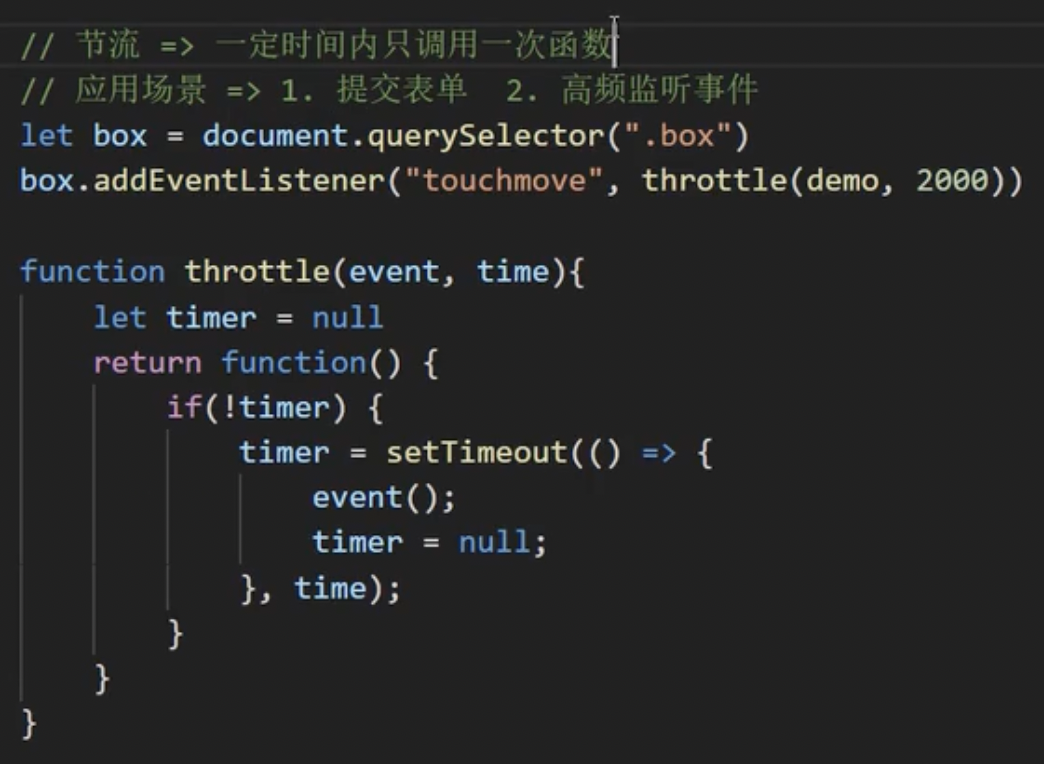 // 节流 => 一定时间内只调用一次函数
// 应用场景 => 1. 提交表单  2. 高频监听事件
let box = document.querySelector(".box")
box.addEventListener("touchmove", throttle(demo, 2000))
function throttle(event, time){
let timer = null
return function() {
if(!timer) {
timer = setTimeout(() => {
event();
timer = null;
}, time);
}
}
}